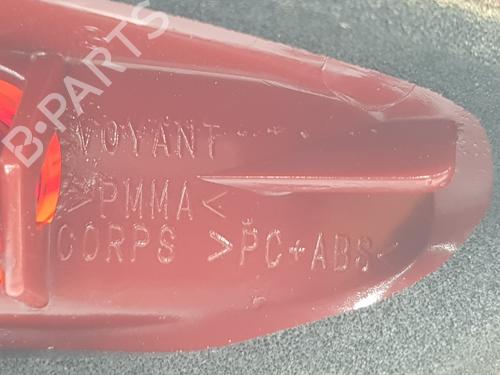 B-PARTS
VOYANT
>PMMA<
CORPS >PC+ABS<